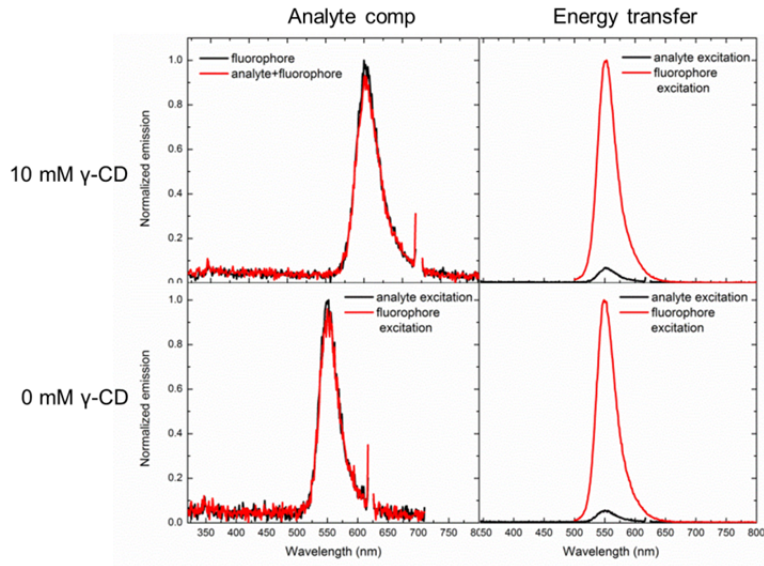 Analyte comp
Energy transfer
10 mM γ-CD
Normalized emission
1.0
0.8
0.6
0.4
0.2
0.0
fluorophore
analyte+fluorophore
analyte excitation
fluorophore
excitation
0 mM γ-CD
Normalized emission
1.0
0.8
0.6
0.4
0.2
0.0
analyte excitation
fluorophore
excitation
analyte excitation
fluorophore
excitation
350 400 450 500 550 600 650 700 750
450 500 550 600 650 700 750 800
Wavelength (nm)
Wavelength (nm)